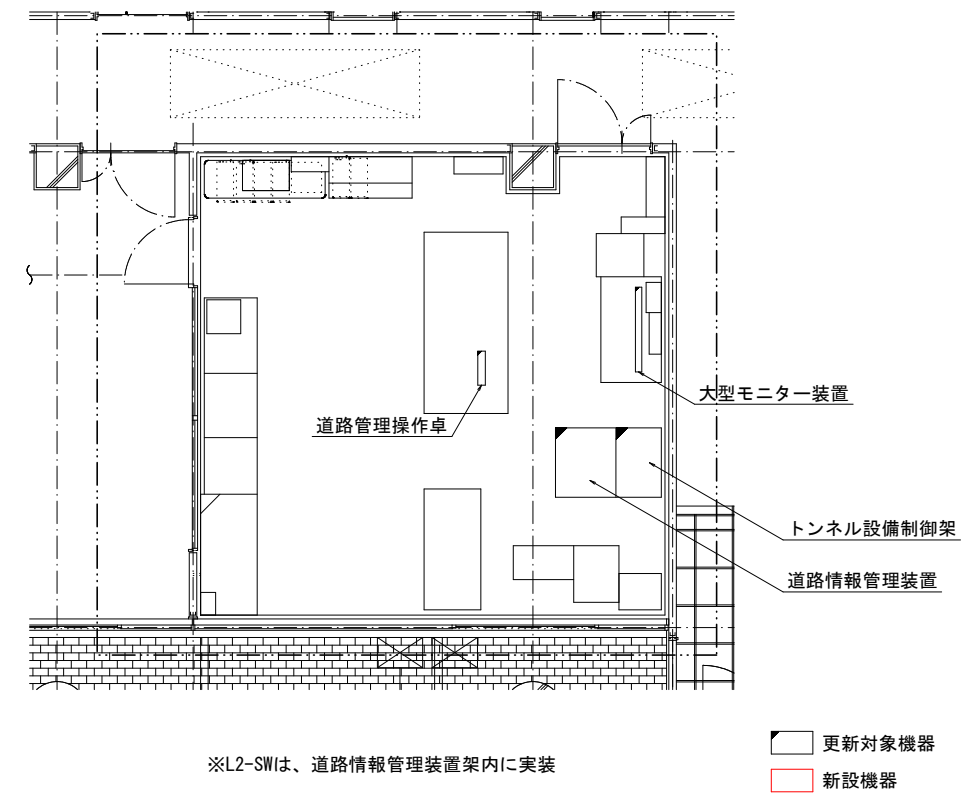 大型モニター装置
道路管理操作卓
トンネル設備制御架
道路情報管理装置
※L2-SWは、道路情報管理装置架内に実装
更新対象機器
新設機器